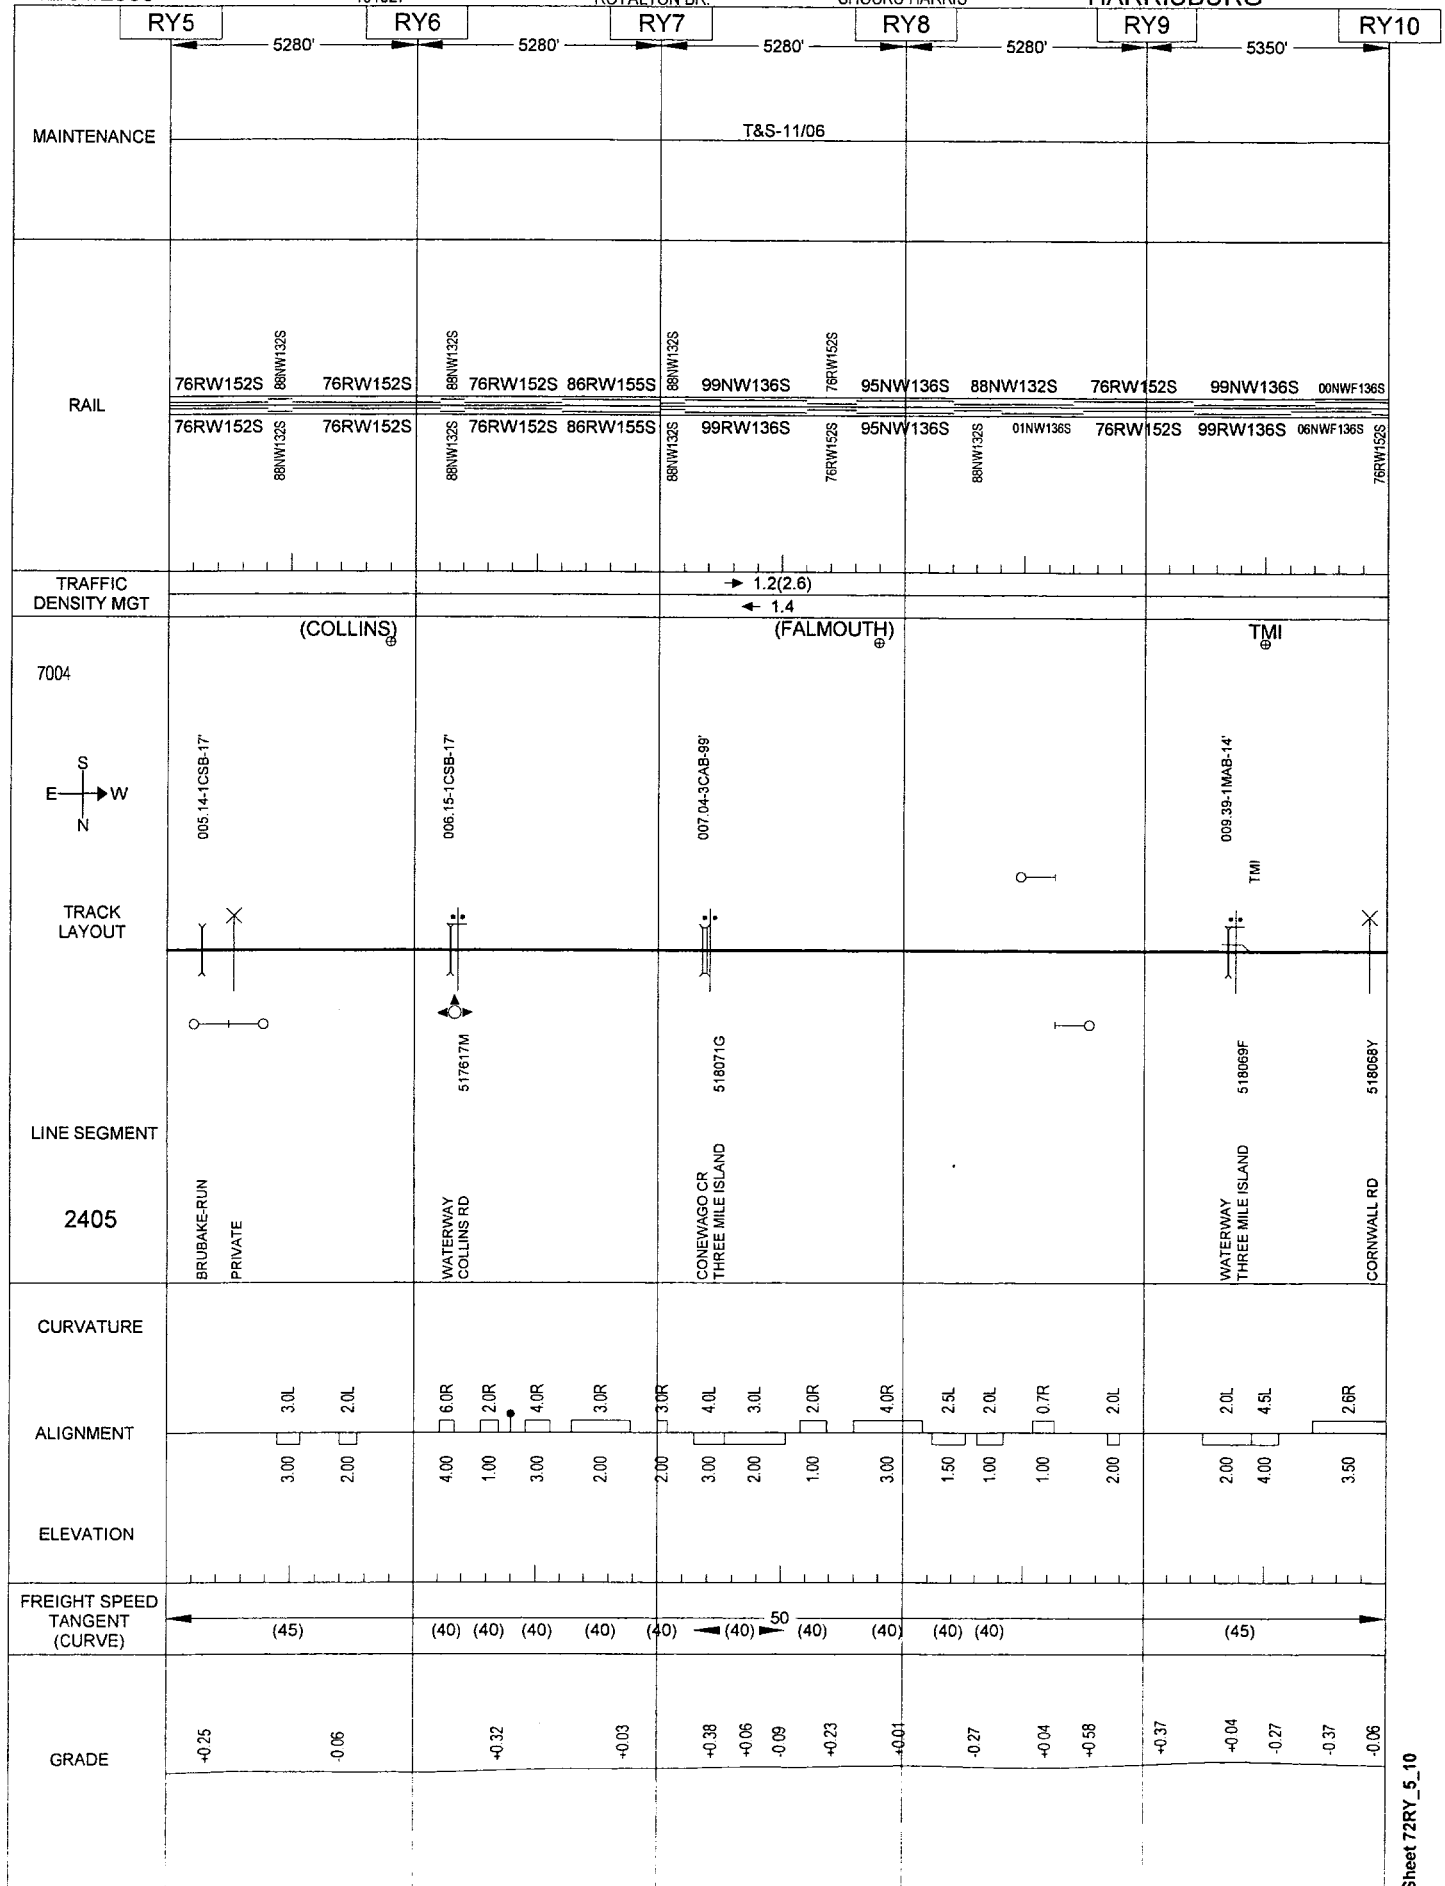 HARRISBURG
RY5
RY6
RY7
RY8
RY9
RY10
5280'
5280'
5280'
5280'
5350'
MAINTENANCE
T&S-11/06
RAIL
76RW152S
88NW132S
76RW152S
88NW132S
76RW152S
86RW155S
88NW132S
99NW136S
76RW152S
95NW136S
88NW132S
76RW152S
99NW136S
00NWF136S
76RW152S
88NW132S
76RW152S
88NW132S
76RW152S
86RW155S
88NW132S
99RW136S
76RW152S
95NW136S
88NW132S
01NW136S
76RW152S
99RW136S
06NWF136S
76RW152S
TRAFFIC
DENSITY MGT
1.2(2.6)
1.4
(COLLINS)
(FALMOUTH)
TMI
7004
S
E
W
N
005.14-1CSB-17'
006.15-1CSB-17'
007.04-3CAB-99'
009.39-1MAB-14'
TMI
TRACK
LAYOUT
517617M
518071G
518069F
518068Y
LINE SEGMENT
2405
BRUBAKE-RUN
PRIVATE
WATERWAY
COLLINS RD
CONEWAGO CR
THREE MILE ISLAND
WATERWAY
THREE MILE ISLAND
CORNWALL RD
CURVATURE
ALIGNMENT
3.0L
2.0L
6.0R
2.0R
4.0R
3.0R
3.0R
4.0L
3.0L
2.0R
4.0R
2.5L
2.0L
0.7R
2.0L
2.0L
4.5L
2.6R
3.00
2.00
4.00
1.00
3.00
2.00
2.00
3.00
2.00
1.00
3.00
1.50
1.00
1.00
2.00
2.00
4.00
3.50
ELEVATION
FREIGHT SPEED
TANGENT
(CURVE)
50
(45)
(40)
(40)
(40)
(40)
(40)
(40)
(40)
(40)
(40)
(40)
(45)
GRADE
+0.25
-0.06
+0.32
+0.03
+0.38
+0.06
-0.09
+0.23
+0.01
-0.27
+0.04
+0.58
+0.37
+0.04
-0.27
-0.37
-0.06
Sheet 72RY_5_10